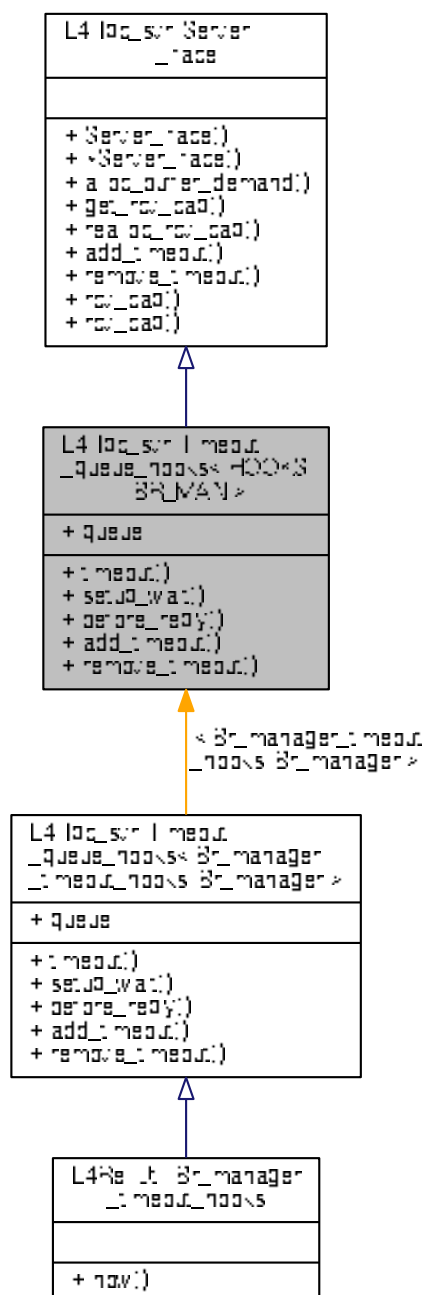 L4::Ipc_svr::Server
_iface
+ Server_iface()
+ ~Server_iface()
+ alloc_buffer_demand()
+ get_rcv_cap()
+ realloc_rcv_cap()
+ add_timeout()
+ remove_timeout()
+ rcv_cap()
+ rcv_cap()
L4::Ipc_svr::Timeout
_queue_hooks< HOOKS,
BR_MAN >
+ queue
+ timeout()
+ setup_wait()
+ before_reply()
+ add_timeout()
+ remove_timeout()
< Br_manager_timeout
_hooks, Br_manager >
L4::Ipc_svr::Timeout
_queue_hooks< Br_manager
_timeout_hooks, Br_manager >
+ queue
+ timeout()
+ setup_wait()
+ before_reply()
+ add_timeout()
+ remove_timeout()
L4Re::Util::Br_manager
_timeout_hooks
+ now()